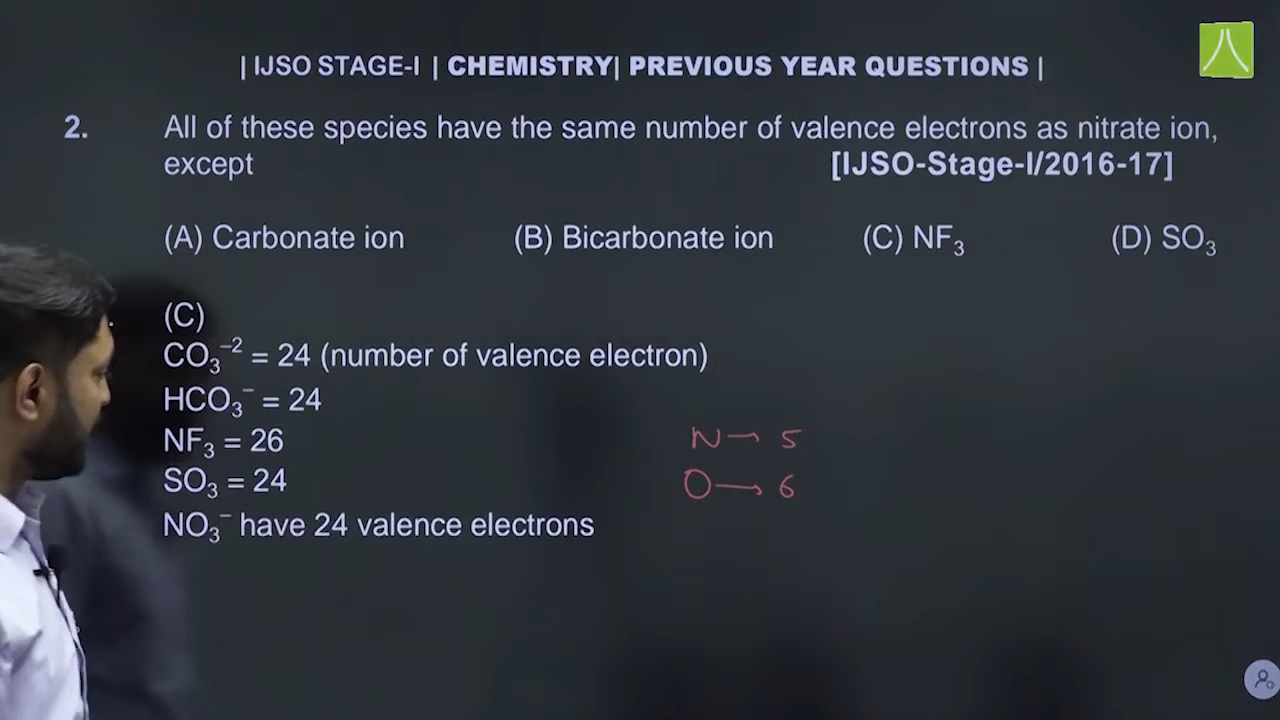 | IJSO STAGE-I | CHEMISTRY| PREVIOUS YEAR QUESTIONS |
2. All of these species have the same number of valence electrons as nitrate ion,
except [IJSO-Stage-I/2016-17]
(A) Carbonate ion (B) Bicarbonate ion (C) NF₃ (D) SO₃
(C)
CO₃⁻² = 24 (number of valence electron)
HCO₃⁻ = 24
NF₃ = 26
SO₃ = 24
NO₃⁻ have 24 valence electrons
N → 5
O → 6